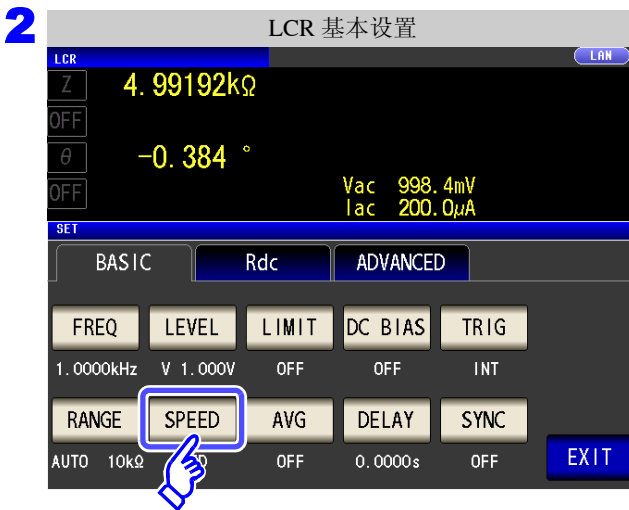 2
LCR 基本设置
LCR LAN
Z 4.99192kΩ
OFF
θ -0.384 °
OFF
Vac 998.4mV
Iac 200.0μA
SET
BASIC Rdc ADVANCED
FREQ LEVEL LIMIT DC BIAS TRIG
1.0000kHz V 1.000V OFF OFF INT
RANGE SPEED AVG DELAY SYNC
AUTO 10kΩ OFF 0.0000s OFF
EXIT